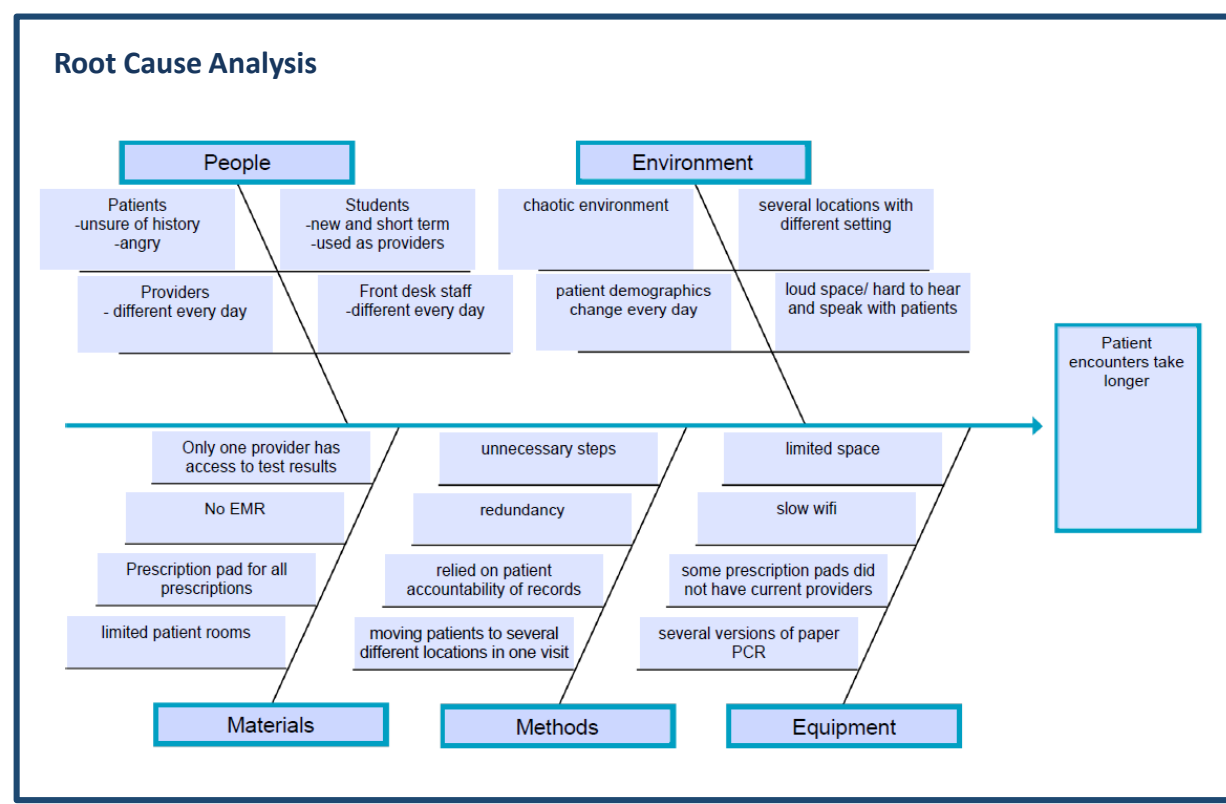 Root Cause Analysis
People
Environment
Patients
-unsure of history
-angry
Students
-new and short term
-used as providers
chaotic environment
several locations with
different setting
Providers
- different every day
Front desk staff
-different every day
patient demographics
change every day
loud space/ hard to hear
and speak with patients
Patient
encounters take
longer
Only one provider has
access to test results
unnecessary steps
limited space
No EMR
redundancy
slow wifi
Prescription pad for all
prescriptions
relied on patient
accountability of records
some prescription pads did
not have current providers
limited patient rooms
moving patients to several
different locations in one visit
several versions of paper
PCR
Materials
Methods
Equipment